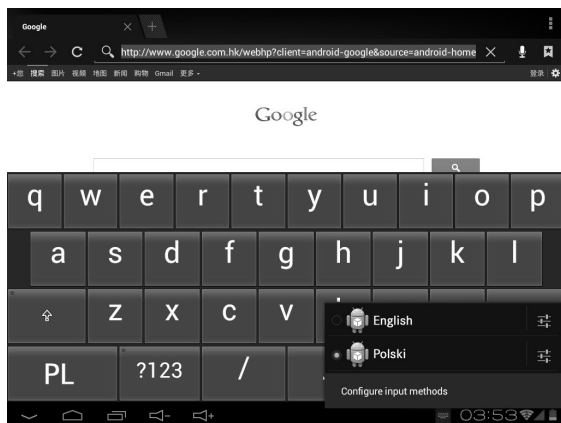 Google
http://www.google.com.hk/webhp?client=android-google&source=android-home
+您 搜索 图片 视频 地图 新闻 购物 Gmail 更多 登录
Google
q w e r t y u i o p
a s d f g h j k l
z x c v
English
PL ?123 /
Polski
Configure input methods
03:53